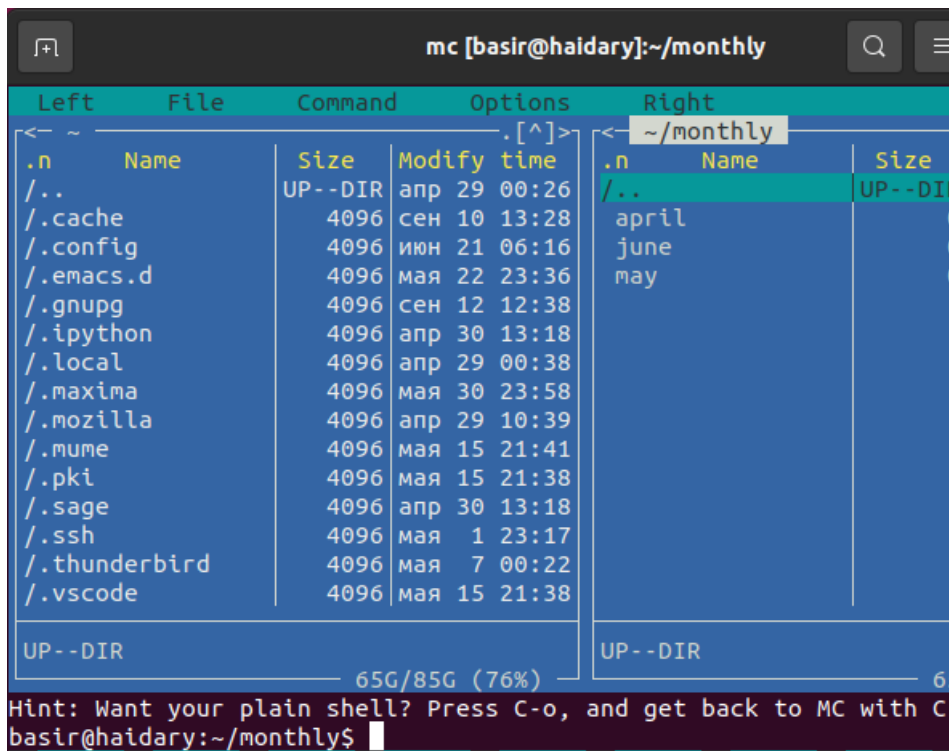 mc [basir@haidary]:~/monthly
Left File Command Options Right
<─ ~ .[^]>
.n Name Size Modify time
/.. UP--DIR апр 29 00:26
/.cache 4096 сен 10 13:28
/.config 4096 июн 21 06:16
/.emacs.d 4096 мая 22 23:36
/.gnupg 4096 сен 12 12:38
/.ipython 4096 апр 30 13:18
/.local 4096 апр 29 00:38
/.maxima 4096 мая 30 23:58
/.mozilla 4096 апр 29 10:39
/.mume 4096 мая 15 21:41
/.pki 4096 мая 15 21:38
/.sage 4096 апр 30 13:18
/.ssh 4096 мая 1 23:17
/.thunderbird 4096 мая 7 00:22
/.vscode 4096 мая 15 21:38
UP--DIR
65G/85G (76%)
<─ ~/monthly
.n Name Size
/.. UP--DI
april
june
may
UP--DIR
6
Hint: Want your plain shell? Press C-o, and get back to MC with C
basir@haidary:~/monthly$